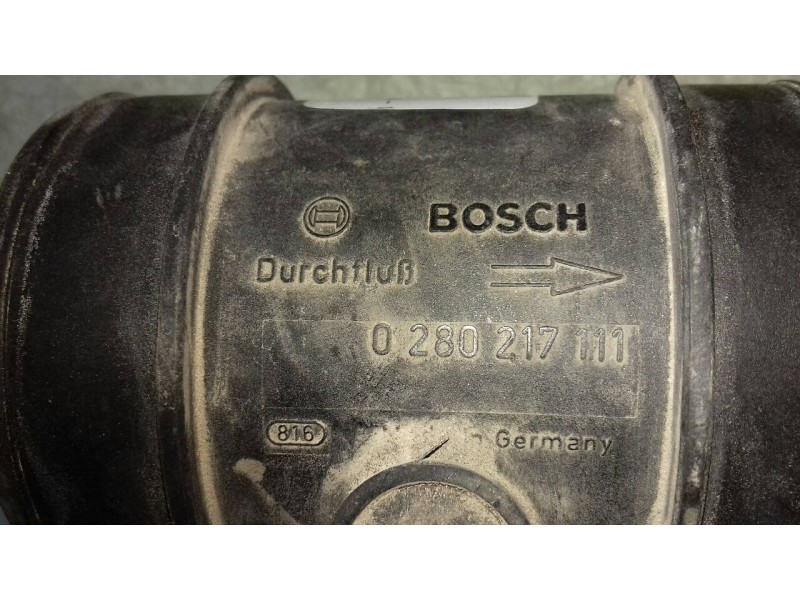 BOSCH
Durchfluß
0 280 217 111
816
Germany